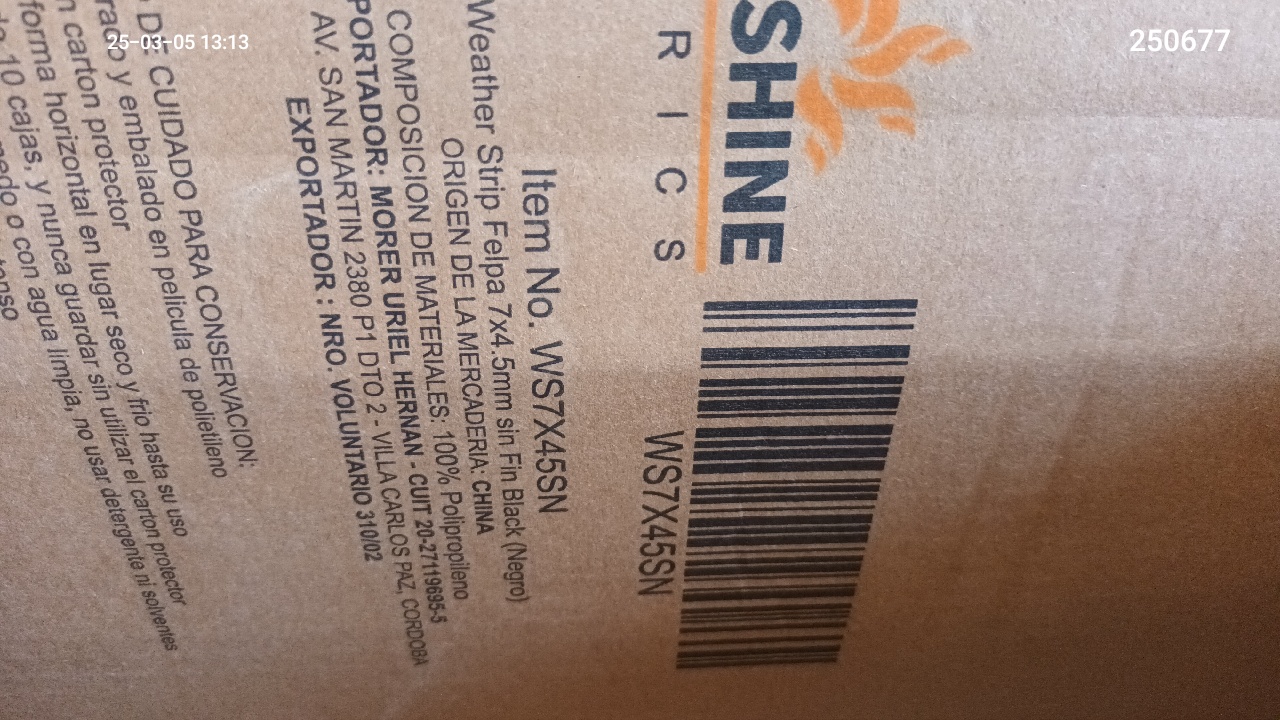 25-03-05 13:13
250677
SHINE
RICS
WS7X45SN
Item No. WS7X45SN
Weather Strip Felpa 7x4.5mm sin Fin Black (Negro)
ORIGEN DE LA MERCADERIA: CHINA
COMPOSICION DE MATERIALES: 100% Polipropileno
PORTADOR: MORER URIEL HERNAN - CUIT 20-27119695-5
AV. SAN MARTIN 2380 P1 DTO 2 - VILLA CARLOS PAZ, CORDOBA
EXPORTADOR : NRO. VOLUNTARIO 310/02
DE CUIDADO PARA CONSERVACION:
y embalado en pelicula de polietileno
carton protector
forma horizontal en lugar seco y frio hasta su uso
10 cajas, y nunca guardar sin utilizar el carton protector
o con agua limpia, no usar detergente ni solventes